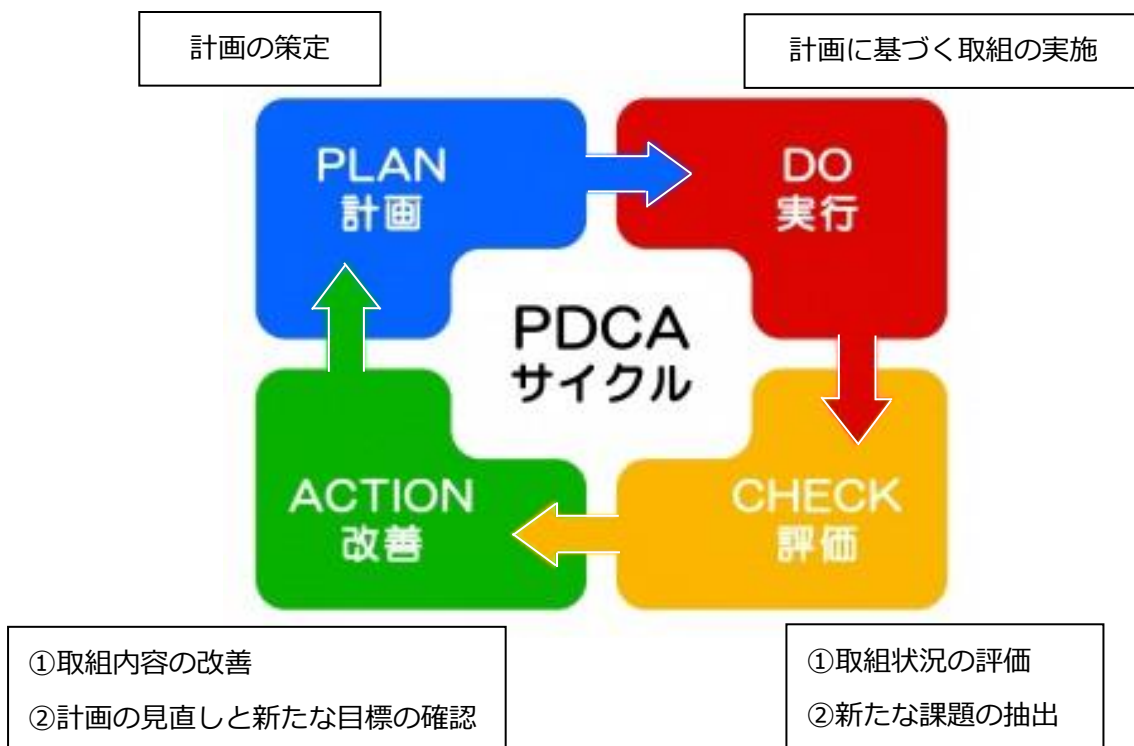 計画の策定
計画に基づく取組の実施
PLAN
計画
DO
実行
PDCA
サイクル
ACTION
改善
CHECK
評価
①取組内容の改善
②計画の見直しと新たな目標の確認
①取組状況の評価
②新たな課題の抽出